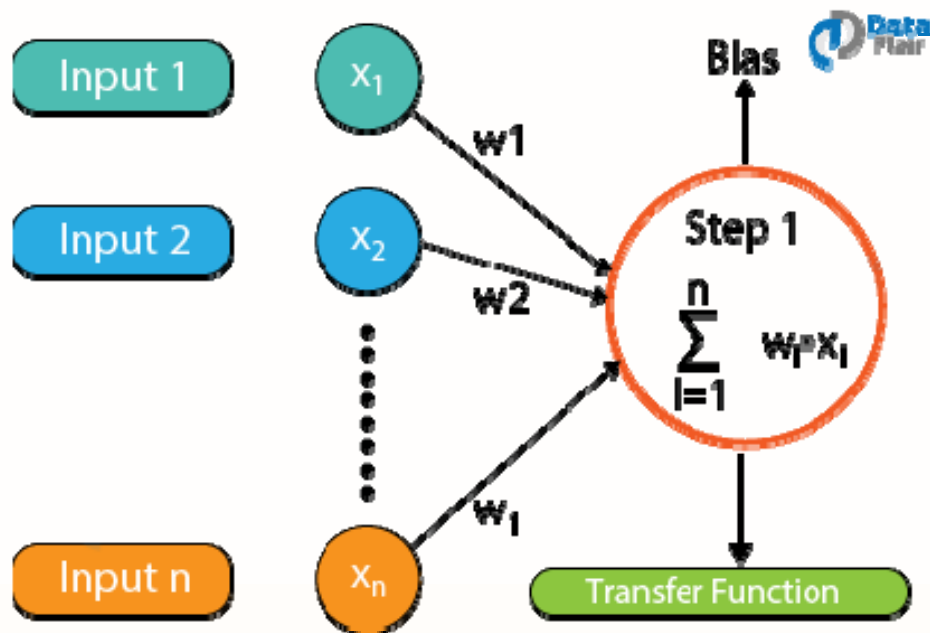 Data
Flair
Input 1
x₁
w1
Bias
Input 2
x₂
w2
Step 1
n
∑ wᵢ·xᵢ
i=1
w₁
Input n
xₙ
Transfer Function